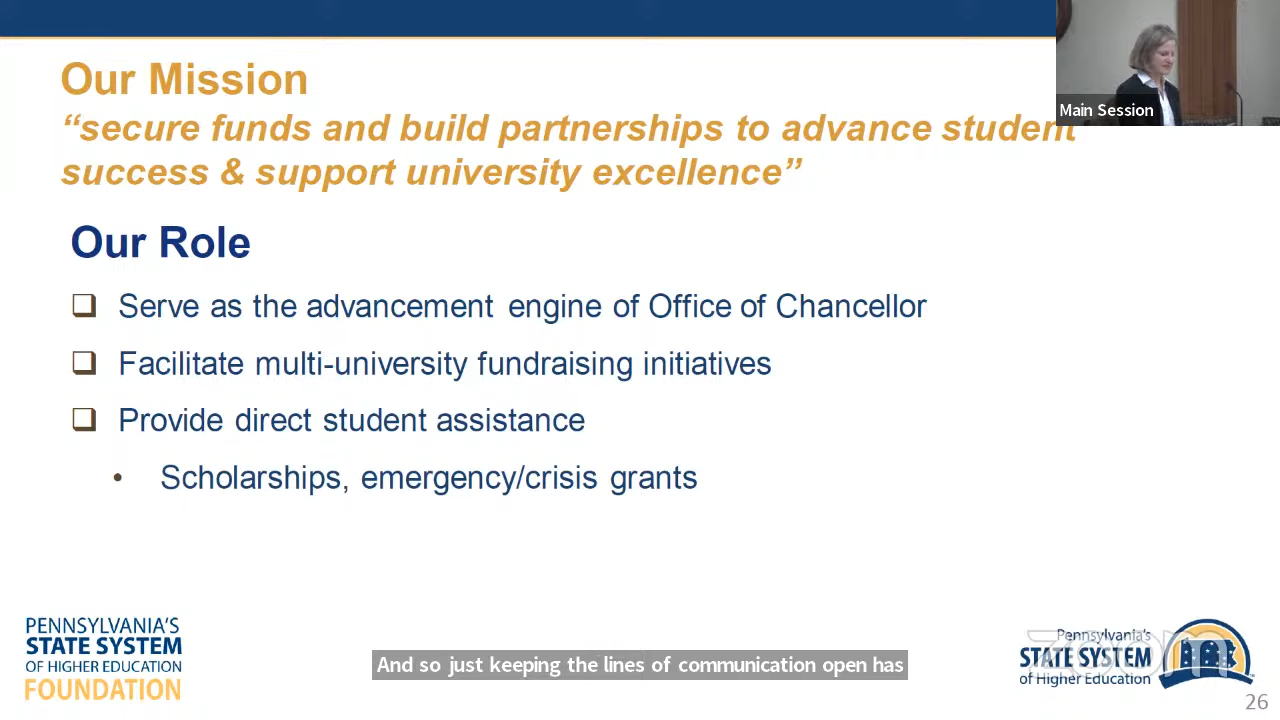 Our Mission
“secure funds and build partnerships to advance student
success & support university excellence”
Main Session
Our Role
Serve as the advancement engine of Office of Chancellor
Facilitate multi-university fundraising initiatives
Provide direct student assistance
• Scholarships, emergency/crisis grants
PENNSYLVANIA’S
STATE SYSTEM
OF HIGHER EDUCATION
FOUNDATION
And so just keeping the lines of communication open has
Pennsylvania’s
STATE SYSTEM
of Higher Education
zoom
26